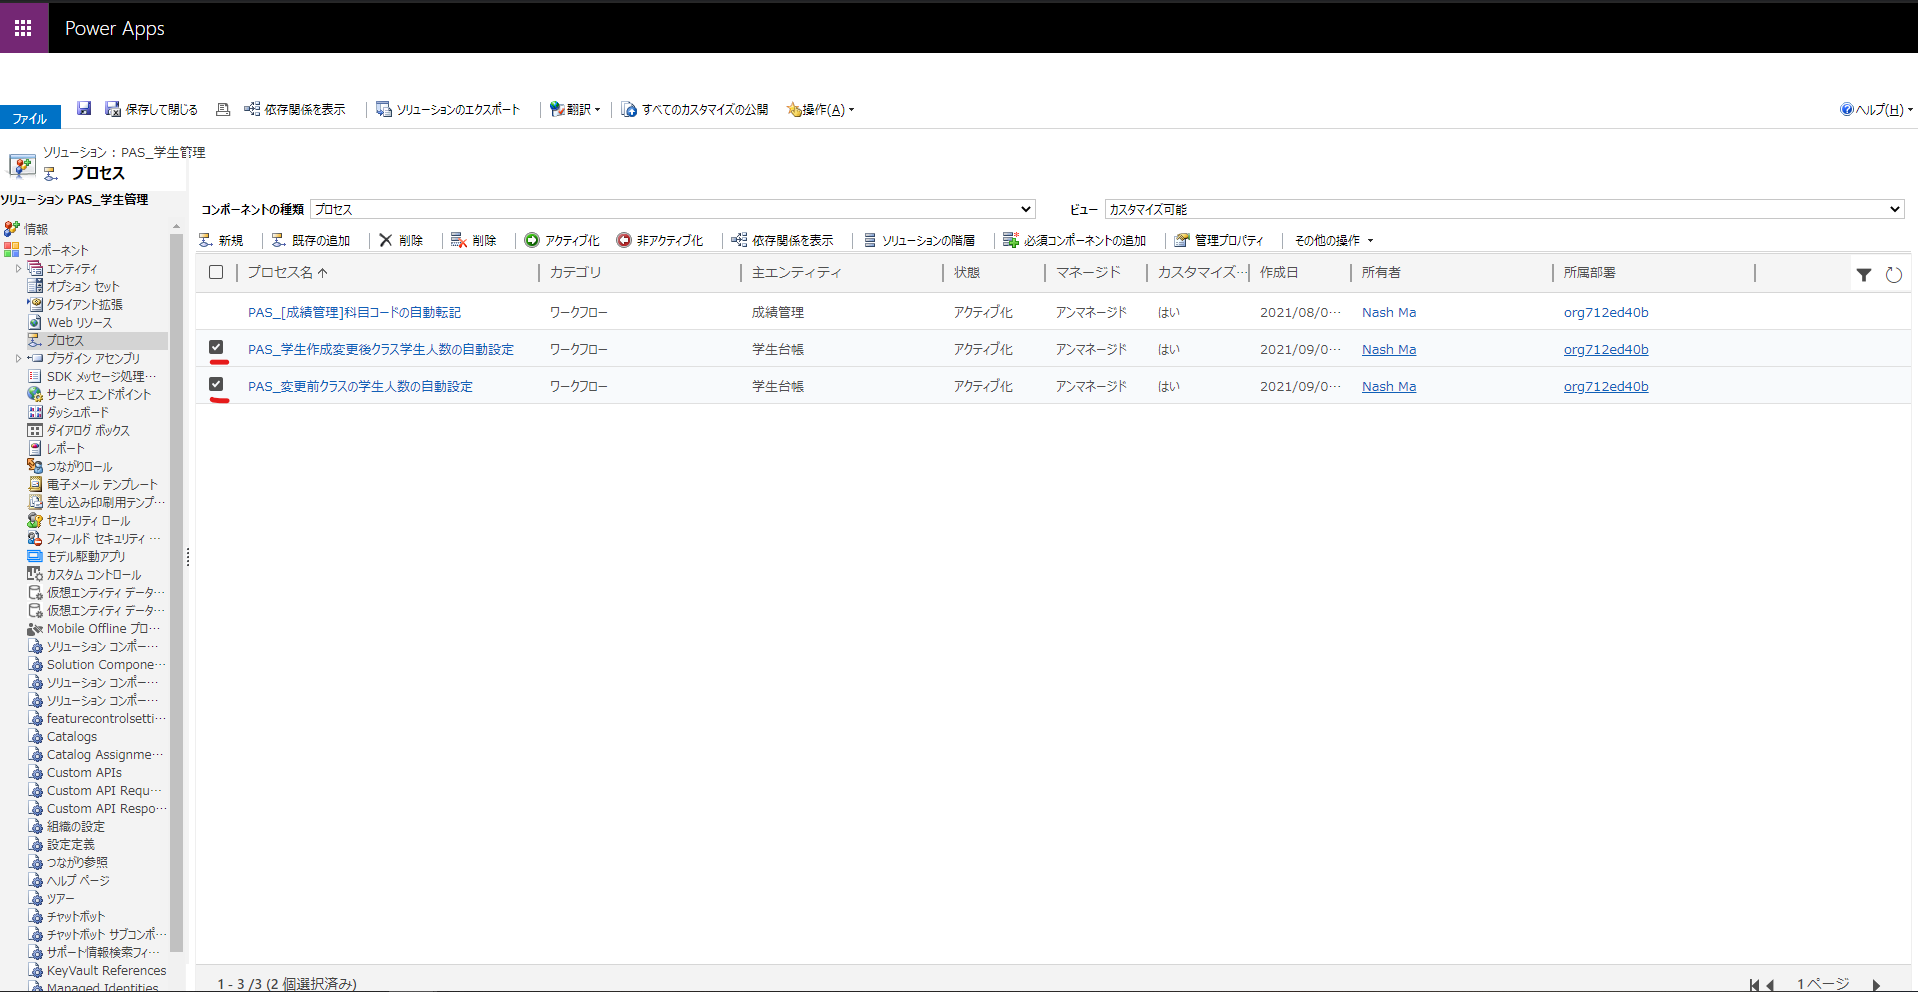 Power Apps
ファイル
保存して閉じる 依存関係を表示 ソリューションのエクスポート 翻訳 すべてのカスタマイズの公開 操作(A) ヘルプ(H)
ソリューション : PAS_学生管理
プロセス
ソリューション PAS_学生管理
コンポーネントの種類 プロセス ビュー カスタマイズ可能
新規 既存の追加 削除 削除 アクティブ化 非アクティブ化 依存関係を表示 ソリューションの階層 必須コンポーネントの追加 管理プロパティ その他の操作
プロセス名 ↑ カテゴリ 主エンティティ 状態 マネージド カスタマイズ… 作成日 所有者 所属部署
PAS_[成績管理]科目コードの自動転記 ワークフロー 成績管理 アクティブ化 アンマネージド はい 2021/08/0… Nash Ma org712ed40b
PAS_学生作成変更後クラス学生人数の自動設定 ワークフロー 学生台帳 アクティブ化 アンマネージド はい 2021/09/0… Nash Ma org712ed40b
PAS_変更前クラスの学生人数の自動設定 ワークフロー 学生台帳 アクティブ化 アンマネージド はい 2021/09/0… Nash Ma org712ed40b
情報
コンポーネント
エンティティ
オプション セット
クライアント拡張
Web リソース
プロセス
プラグイン アセンブリ
SDK メッセージ処理…
サービス エンドポイント
ダッシュボード
ダイアログ ボックス
レポート
つながりロール
電子メール テンプレート
差し込み印刷用テンプ…
セキュリティ ロール
フィールド セキュリティ …
モデル駆動アプリ
カスタム コントロール
仮想エンティティ データ…
仮想エンティティ データ…
Mobile Offline プロ…
ソリューション コンポー…
Solution Compone…
ソリューション コンポー…
ソリューション コンポー…
featurecontrolsetti…
Catalogs
Catalog Assignme…
Custom APIs
Custom API Requ…
Custom API Respo…
組織の設定
設定定義
つながり参照
ヘルプ ページ
ツアー
チャットボット
チャットボット サブコンポ…
サポート情報検索フィ…
KeyVault References
Managed Identities
1 - 3 /3 (2 個選択済み) 1 ページ